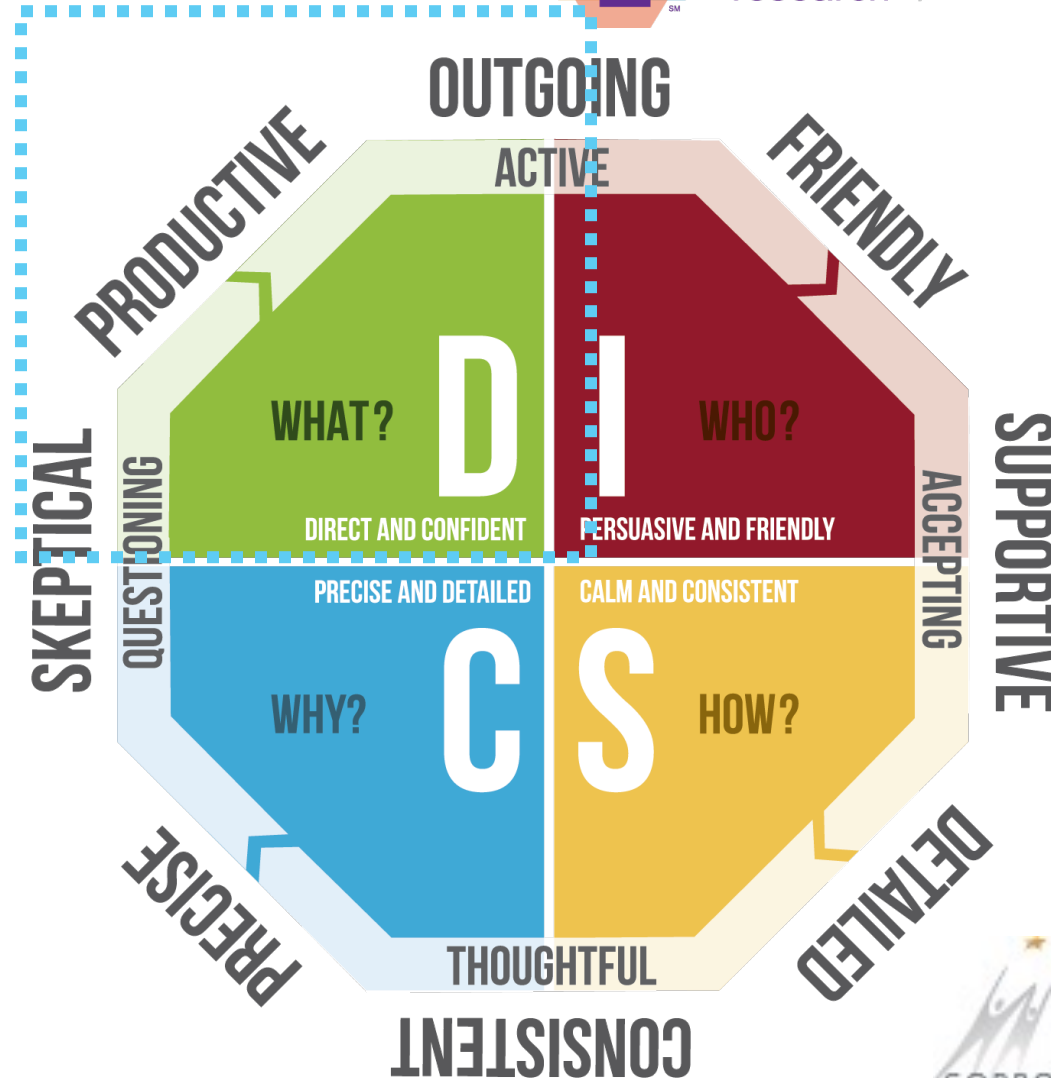 SM
OUTGOING
ACTIVE
PRODUCTIVE
FRIENDLY
D
I
WHAT?
WHO?
DIRECT AND CONFIDENT
PERSUASIVE AND FRIENDLY
SKEPTICAL
QUESTIONING
ACCEPTING
SUPPORTIVE
PRECISE AND DETAILED
CALM AND CONSISTENT
C
S
WHY?
HOW?
PRECISE
DETAILED
THOUGHTFUL
CONSISTENT